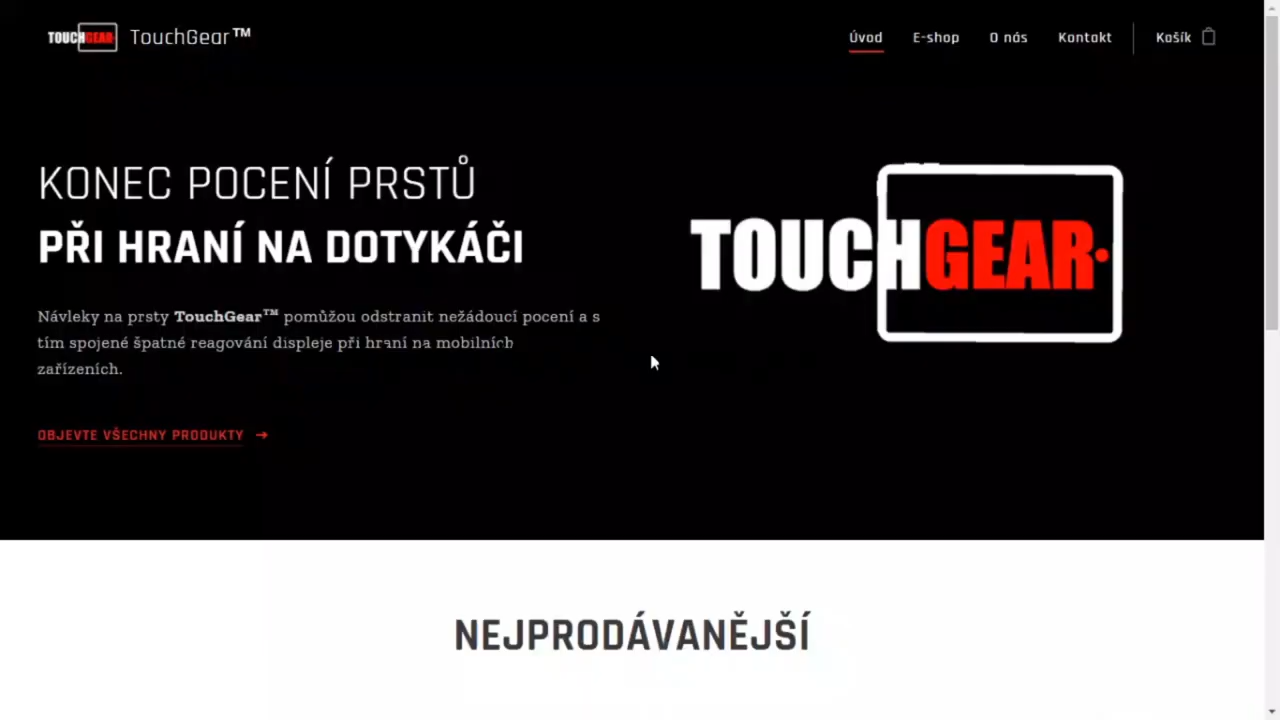 TOUCHGEAR TouchGear™
Úvod E-shop O nás Kontakt Košík
KONEC POCENÍ PRSTŮ
PŘI HRANÍ NA DOTYKÁČI
TOUCHGEAR
Návleky na prsty TouchGear™ pomůžou odstranit nežádoucí pocení a s
tím spojené špatné reagování displeje při hraní na mobilních
zařízeních.
OBJEVTE VŠECHNY PRODUKTY →
NEJPRODÁVANĚJŠÍ